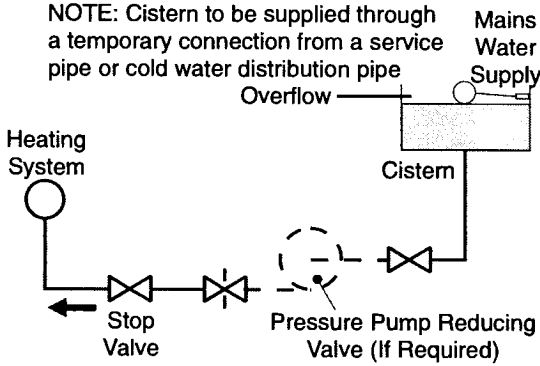 NOTE: Cistern to be supplied through
a temporary connection from a service
pipe or cold water distribution pipe
Mains
Water
Supply
Overflow
Heating
System
Cistern
Stop
Valve
Pressure Pump Reducing
Valve (If Required)